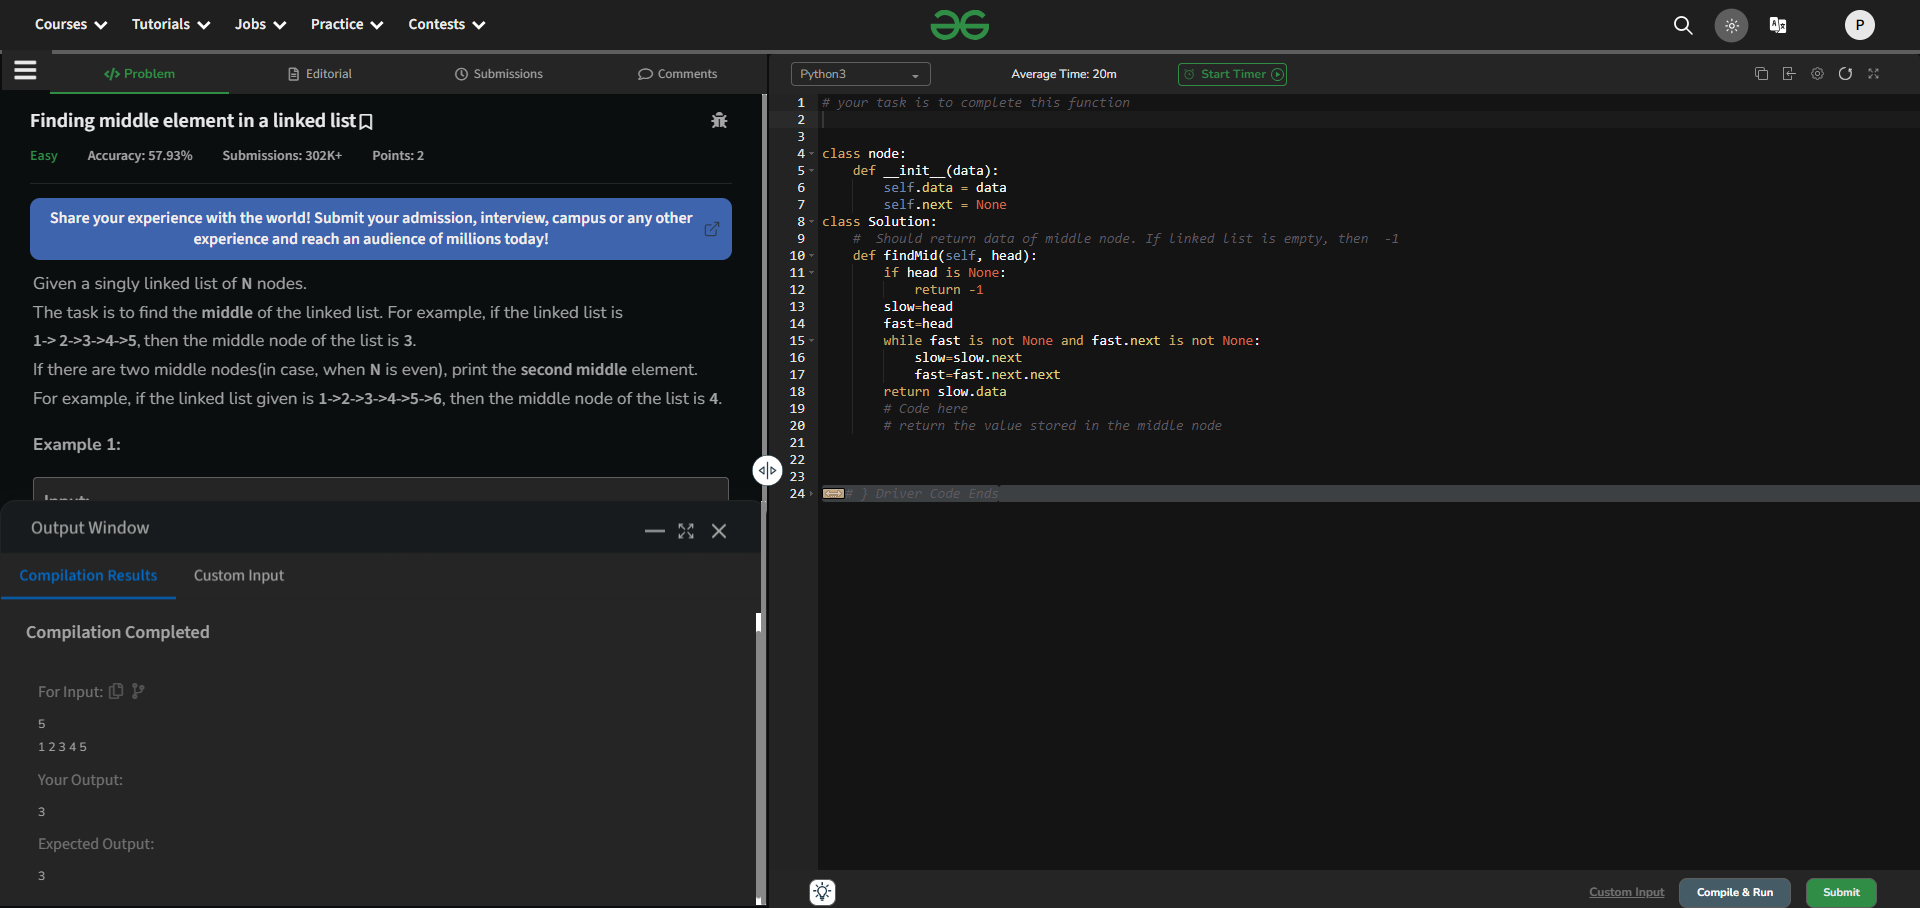 Courses Tutorials Jobs Practice Contests
P
Problem Editorial Submissions Comments
Python3 Average Time: 20m Start Timer
Finding middle element in a linked list
Easy Accuracy: 57.93% Submissions: 302K+ Points: 2
Share your experience with the world! Submit your admission, interview, campus or any other
experience and reach an audience of millions today!
Given a singly linked list of N nodes.
The task is to find the middle of the linked list. For example, if the linked list is
1-> 2->3->4->5, then the middle node of the list is 3.
If there are two middle nodes(in case, when N is even), print the second middle element.
For example, if the linked list given is 1->2->3->4->5->6, then the middle node of the list is 4.
Example 1:
Input:
Output Window
Compilation Results Custom Input
Compilation Completed
For Input:
5
1 2 3 4 5
Your Output:
3
Expected Output:
3
1 # your task is to complete this function
2
3
4 class node:
5     def __init__(data):
6         self.data = data
7         self.next = None
8 class Solution:
9     #  Should return data of middle node. If linked list is empty, then  -1
10     def findMid(self, head):
11         if head is None:
12             return -1
13         slow=head
14         fast=head
15         while fast is not None and fast.next is not None:
16             slow=slow.next
17             fast=fast.next.next
18         return slow.data
19         # Code here
20         # return the value stored in the middle node
21
22
23
24 # } Driver Code Ends
Custom Input Compile & Run Submit